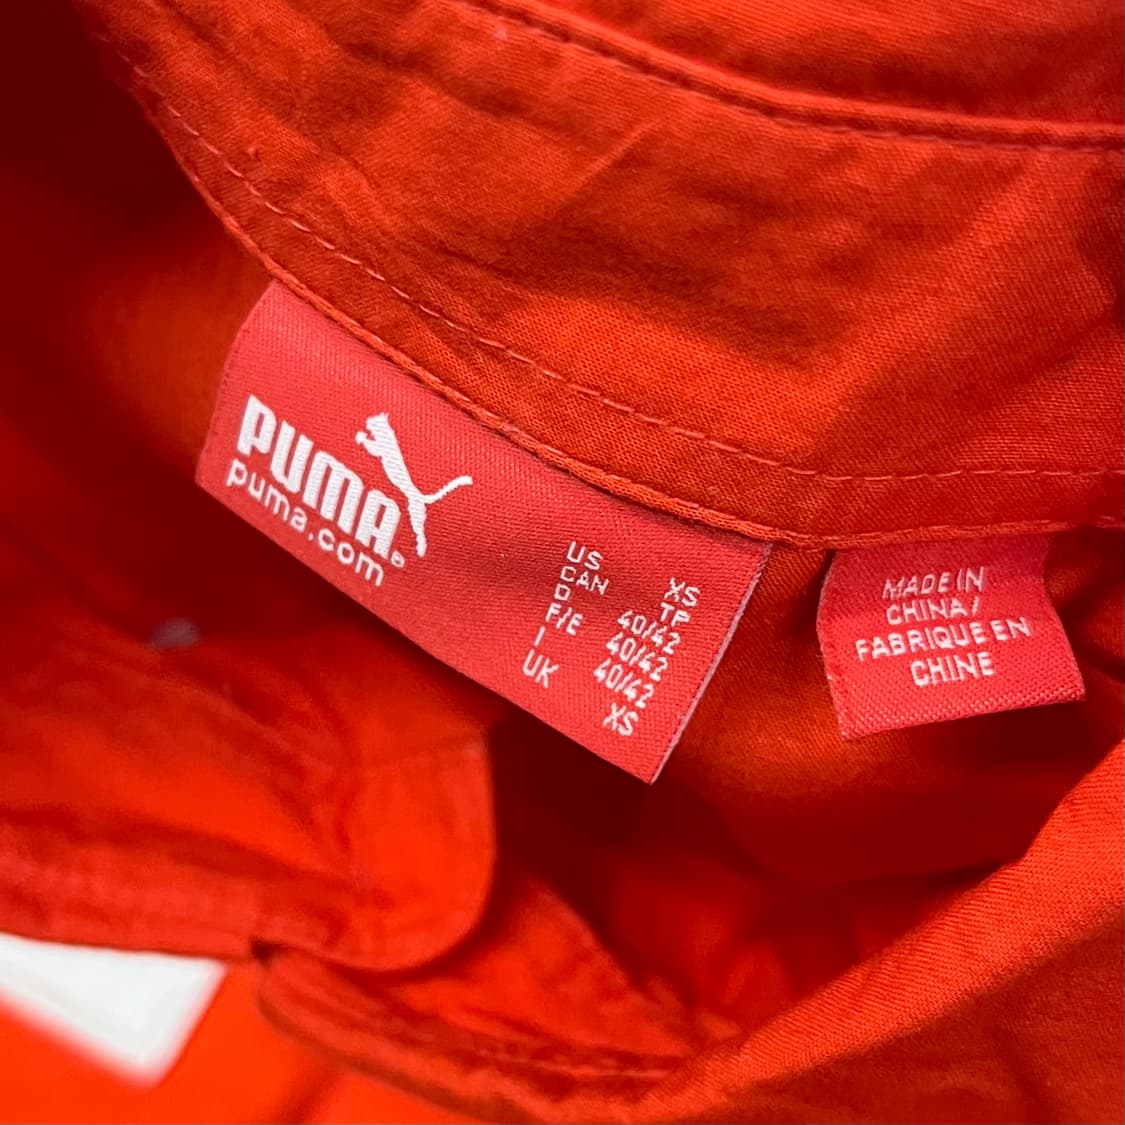 PUMA®
puma.com
US XS
CAN TP
D 40/42
F/E 40/42
I 40/42
UK XS
MADE IN
CHINA/
FABRIQUE EN
CHINE